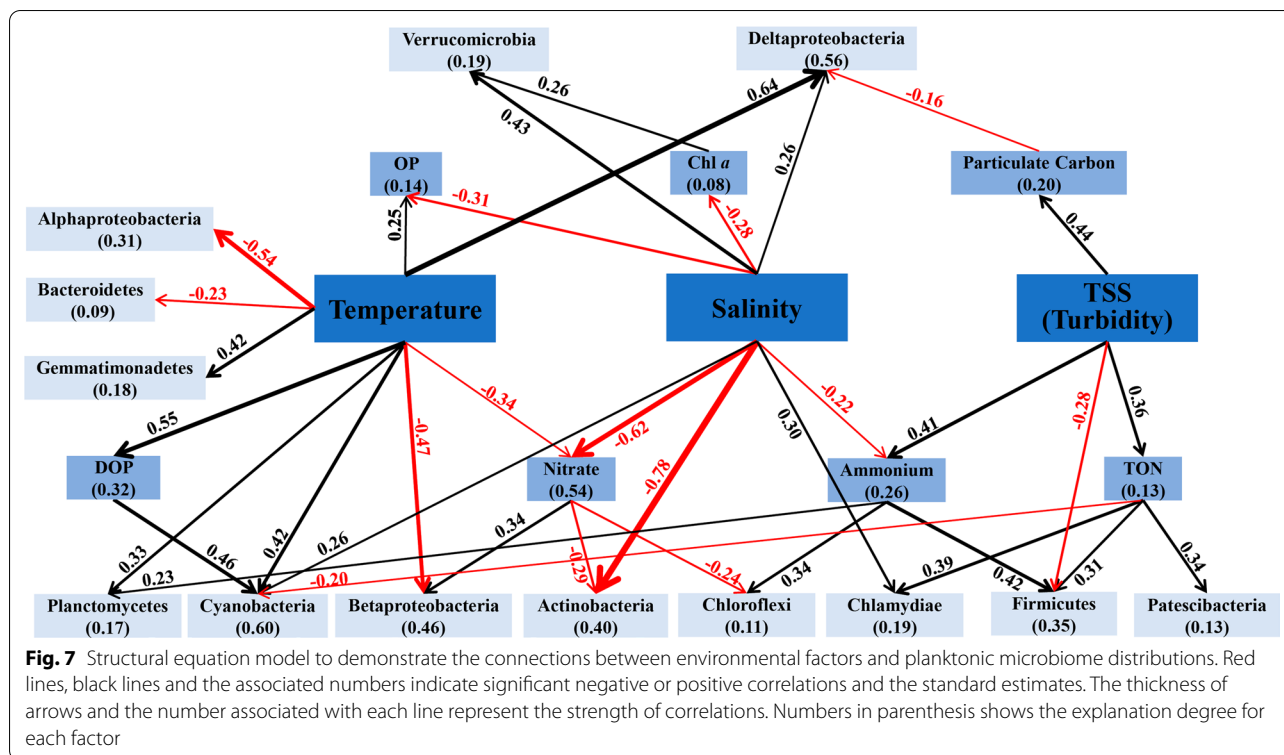 Verrucomicrobia
(0.19)
Deltaproteobacteria
(0.56)
0.26
0.64
-0.16
0.43
0.26
OP
(0.14)
Chl a
(0.08)
Particulate Carbon
(0.20)
-0.31
0.25
-0.28
0.44
Alphaproteobacteria
(0.31)
-0.54
Bacteroidetes
(0.09)
-0.23
Gemmatimonadetes
(0.18)
0.42
Temperature
Salinity
TSS
(Turbidity)
0.55
-0.34
-0.22
-0.28
0.36
-0.47
-0.62
0.30
0.41
-0.78
DOP
(0.32)
Nitrate
(0.54)
Ammonium
(0.26)
TON
(0.13)
0.33
0.46
0.42
0.26
0.34
-0.29
-0.24
0.34
0.39
0.42
0.31
0.34
0.23
-0.20
Planctomycetes
(0.17)
Cyanobacteria
(0.60)
Betaproteobacteria
(0.46)
Actinobacteria
(0.40)
Chloroflexi
(0.11)
Chlamydiae
(0.19)
Firmicutes
(0.35)
Patescibacteria
(0.13)
Fig. 7 Structural equation model to demonstrate the connections between environmental factors and planktonic microbiome distributions. Red
lines, black lines and the associated numbers indicate significant negative or positive correlations and the standard estimates. The thickness of
arrows and the number associated with each line represent the strength of correlations. Numbers in parenthesis shows the explanation degree for
each factor